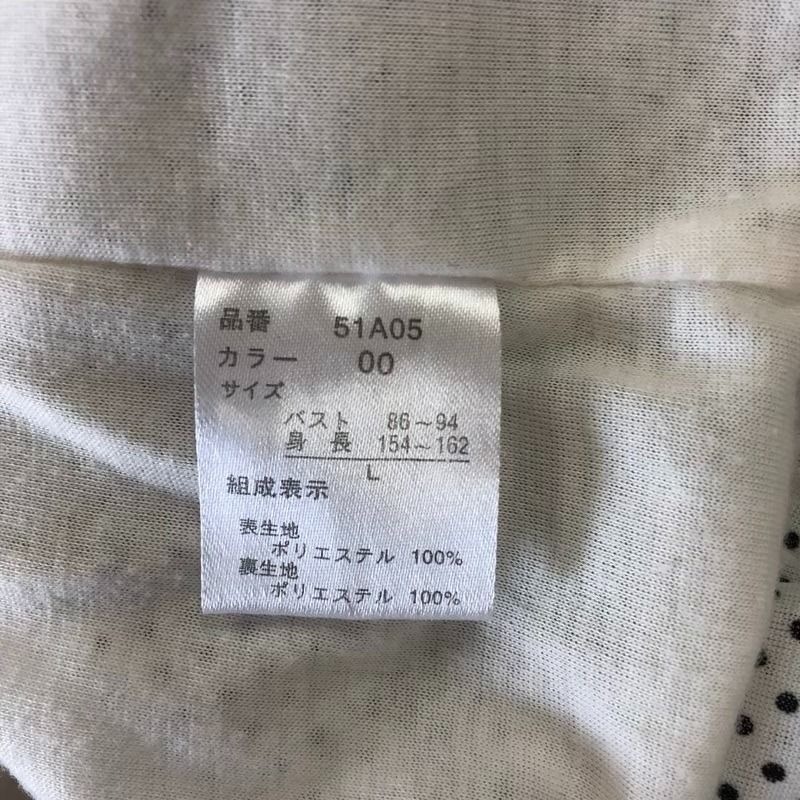 品番 51A05
カラー 00
サイズ
バスト 86～94
身長 154～162
L
組成表示
表生地
ポリエステル 100%
裏生地
ポリエステル 100%